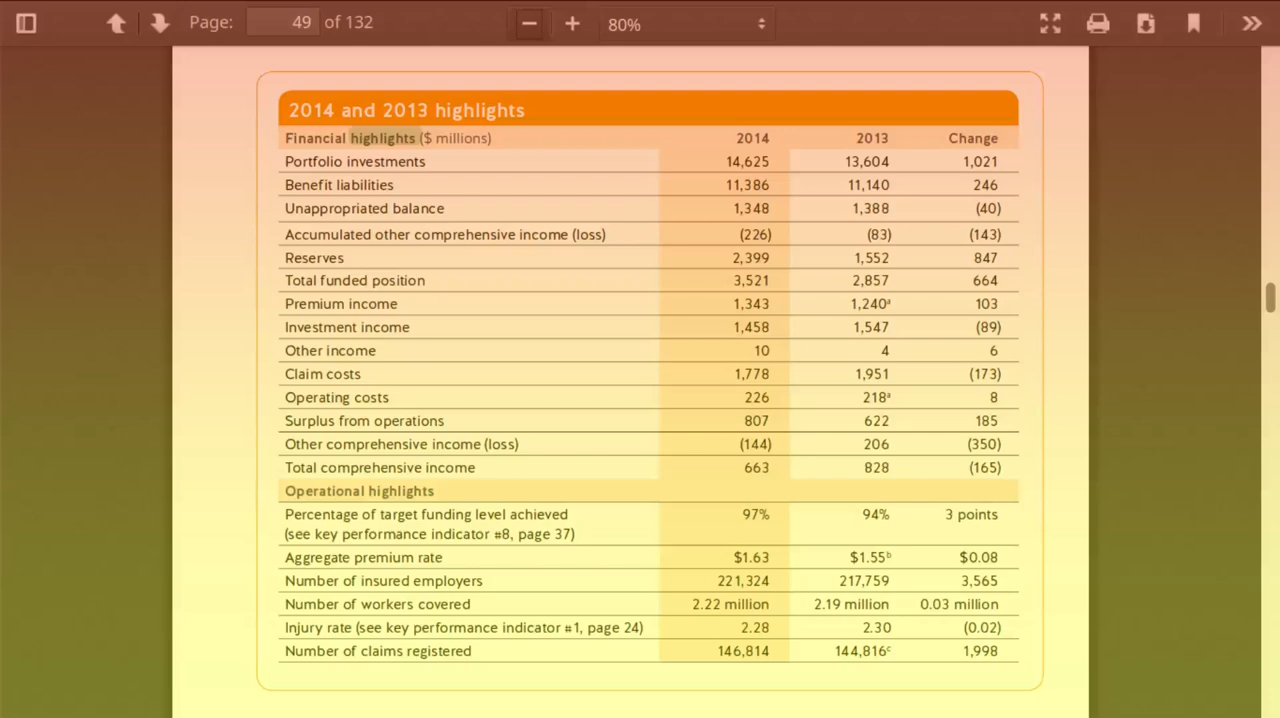 Page: 49 of 132 80%
2014 and 2013 highlights
Financial highlights ($ millions) 2014 2013 Change
Portfolio investments 14,625 13,604 1,021
Benefit liabilities 11,386 11,140 246
Unappropriated balance 1,348 1,388 (40)
Accumulated other comprehensive income (loss) (226) (83) (143)
Reserves 2,399 1,552 847
Total funded position 3,521 2,857 664
Premium income 1,343 1,240ᵃ 103
Investment income 1,458 1,547 (89)
Other income 10 4 6
Claim costs 1,778 1,951 (173)
Operating costs 226 218ᵃ 8
Surplus from operations 807 622 185
Other comprehensive income (loss) (144) 206 (350)
Total comprehensive income 663 828 (165)
Operational highlights
Percentage of target funding level achieved 97% 94% 3 points
(see key performance indicator #8, page 37)
Aggregate premium rate $1.63 $1.55ᵇ $0.08
Number of insured employers 221,324 217,759 3,565
Number of workers covered 2.22 million 2.19 million 0.03 million
Injury rate (see key performance indicator #1, page 24) 2.28 2.30 (0.02)
Number of claims registered 146,814 144,816ᶜ 1,998